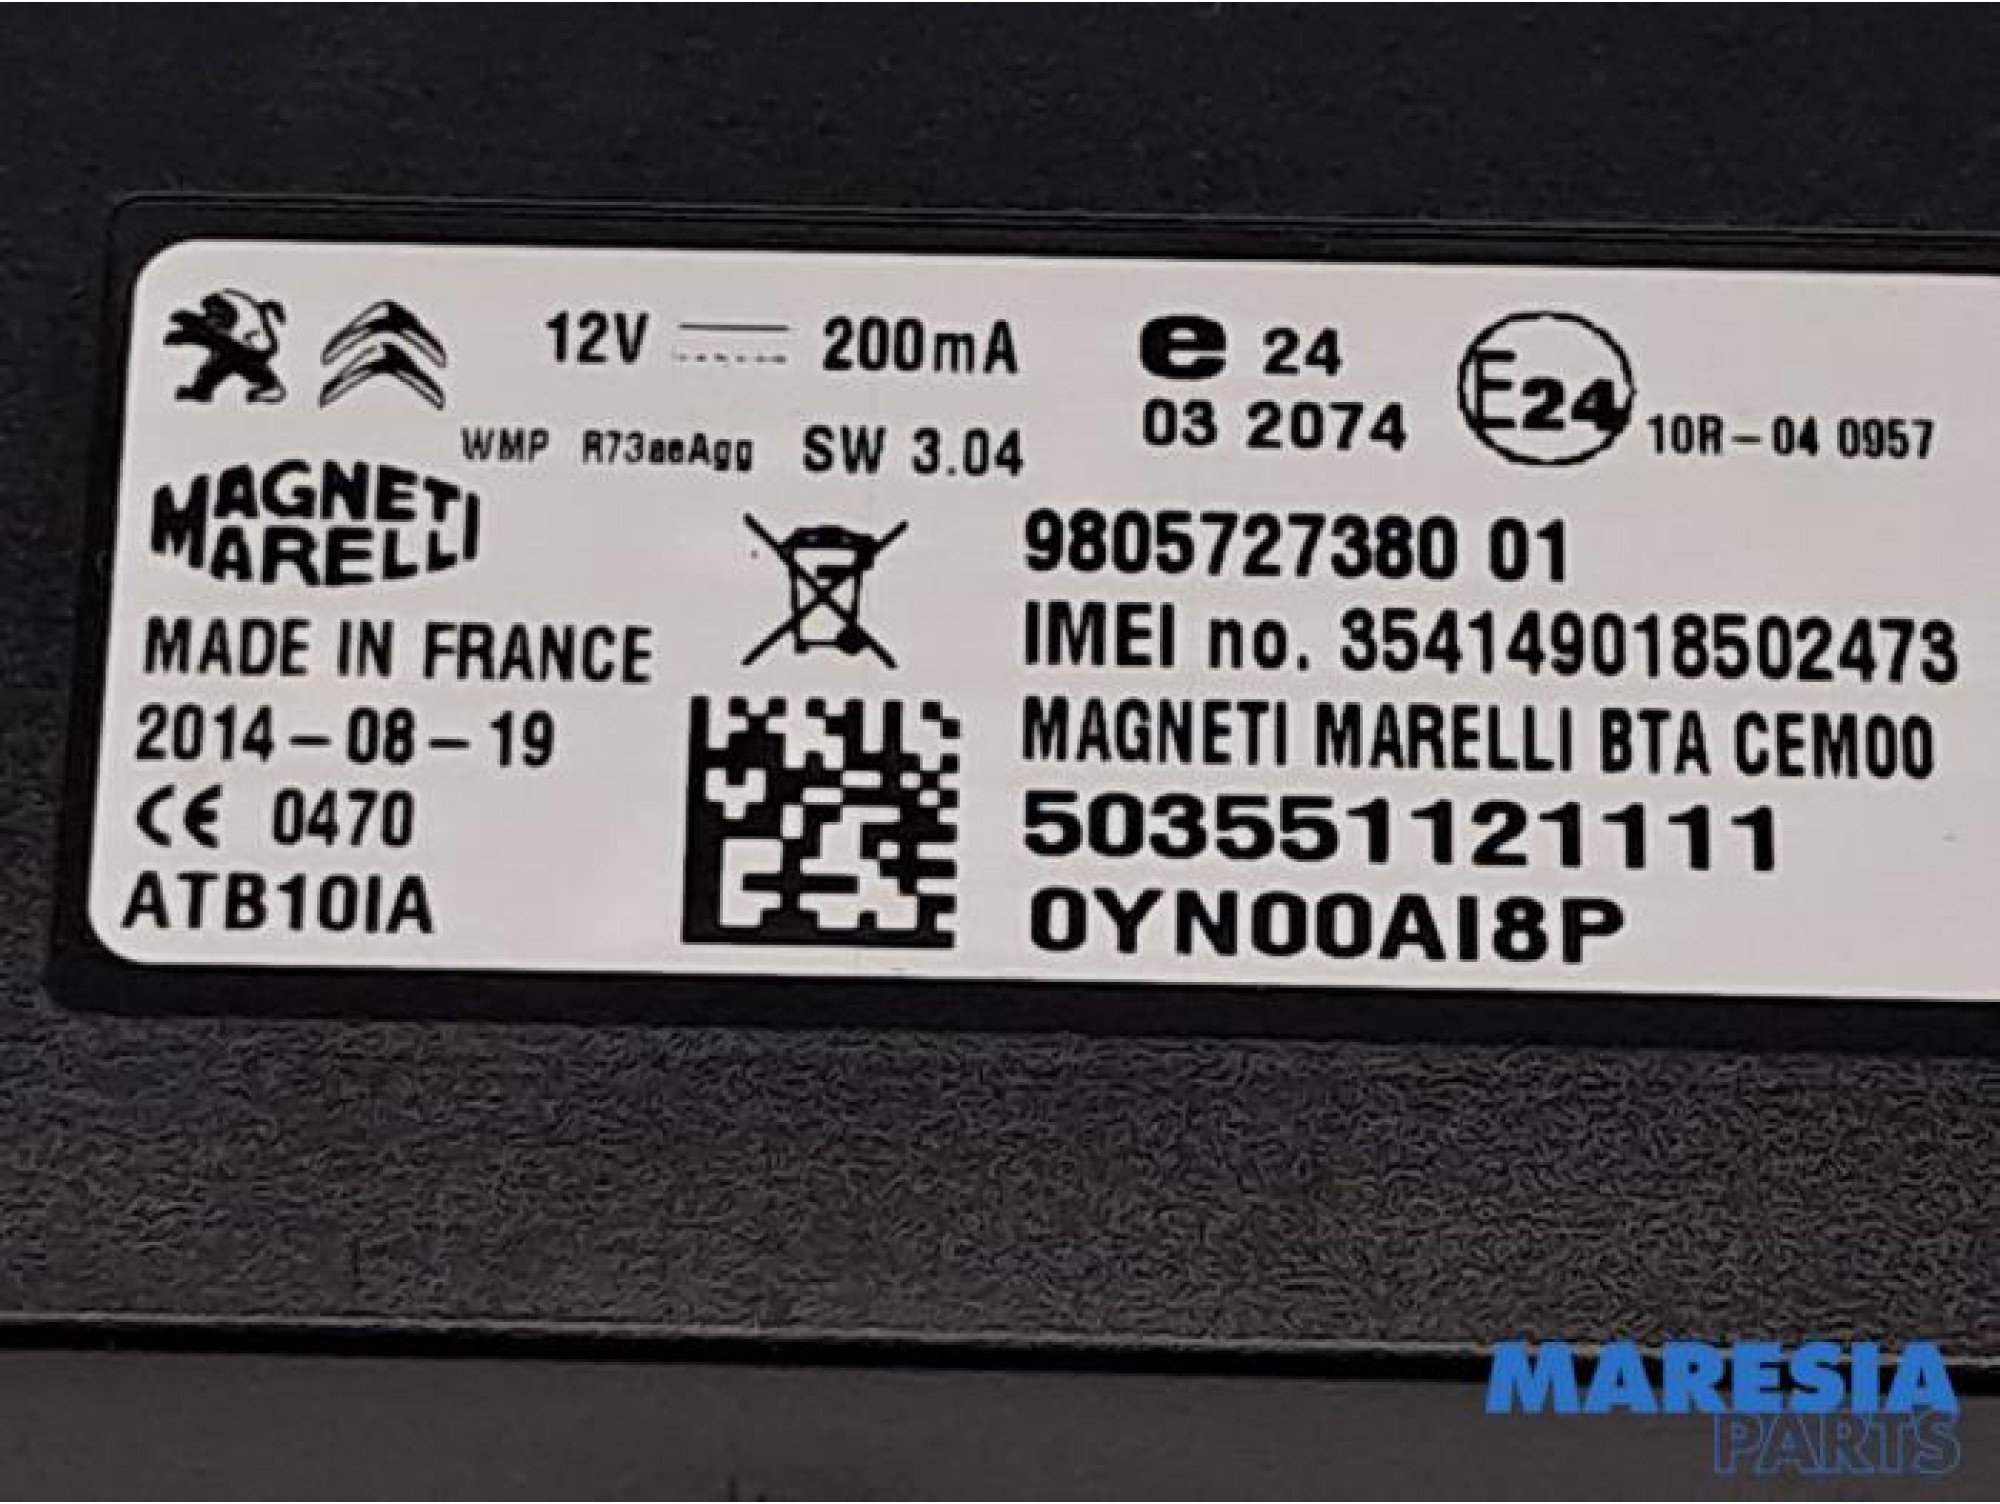 12V 200mA
WMP R73aeAgg SW 3.04
MAGNETI
MARELLI
MADE IN FRANCE
2014-08-19
CE 0470
ATB10IA
e 24
03 2074
E24 10R-04 0957
9805727380 01
IMEI no. 354149018502473
MAGNETI MARELLI BTA CEM00
503551121111
0YN00AI8P
MARESIA
PARTS